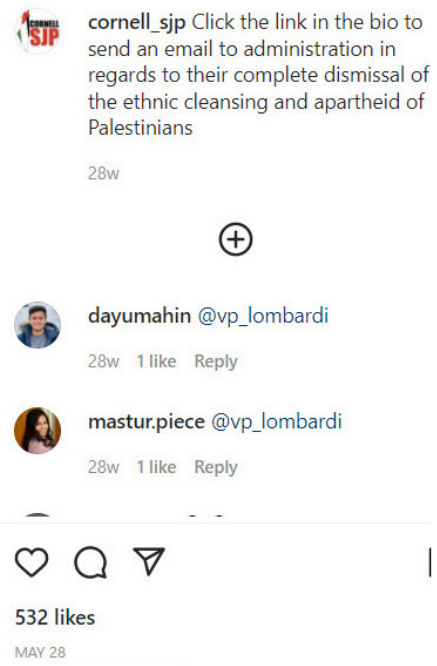 CORNELL
SJP
cornell_sjp Click the link in the bio to
send an email to administration in
regards to their complete dismissal of
the ethnic cleansing and apartheid of
Palestinians
28w
dayumahin @vp_lombardi
28w 1 like Reply
mastur.piece @vp_lombardi
28w 1 like Reply
532 likes
MAY 28